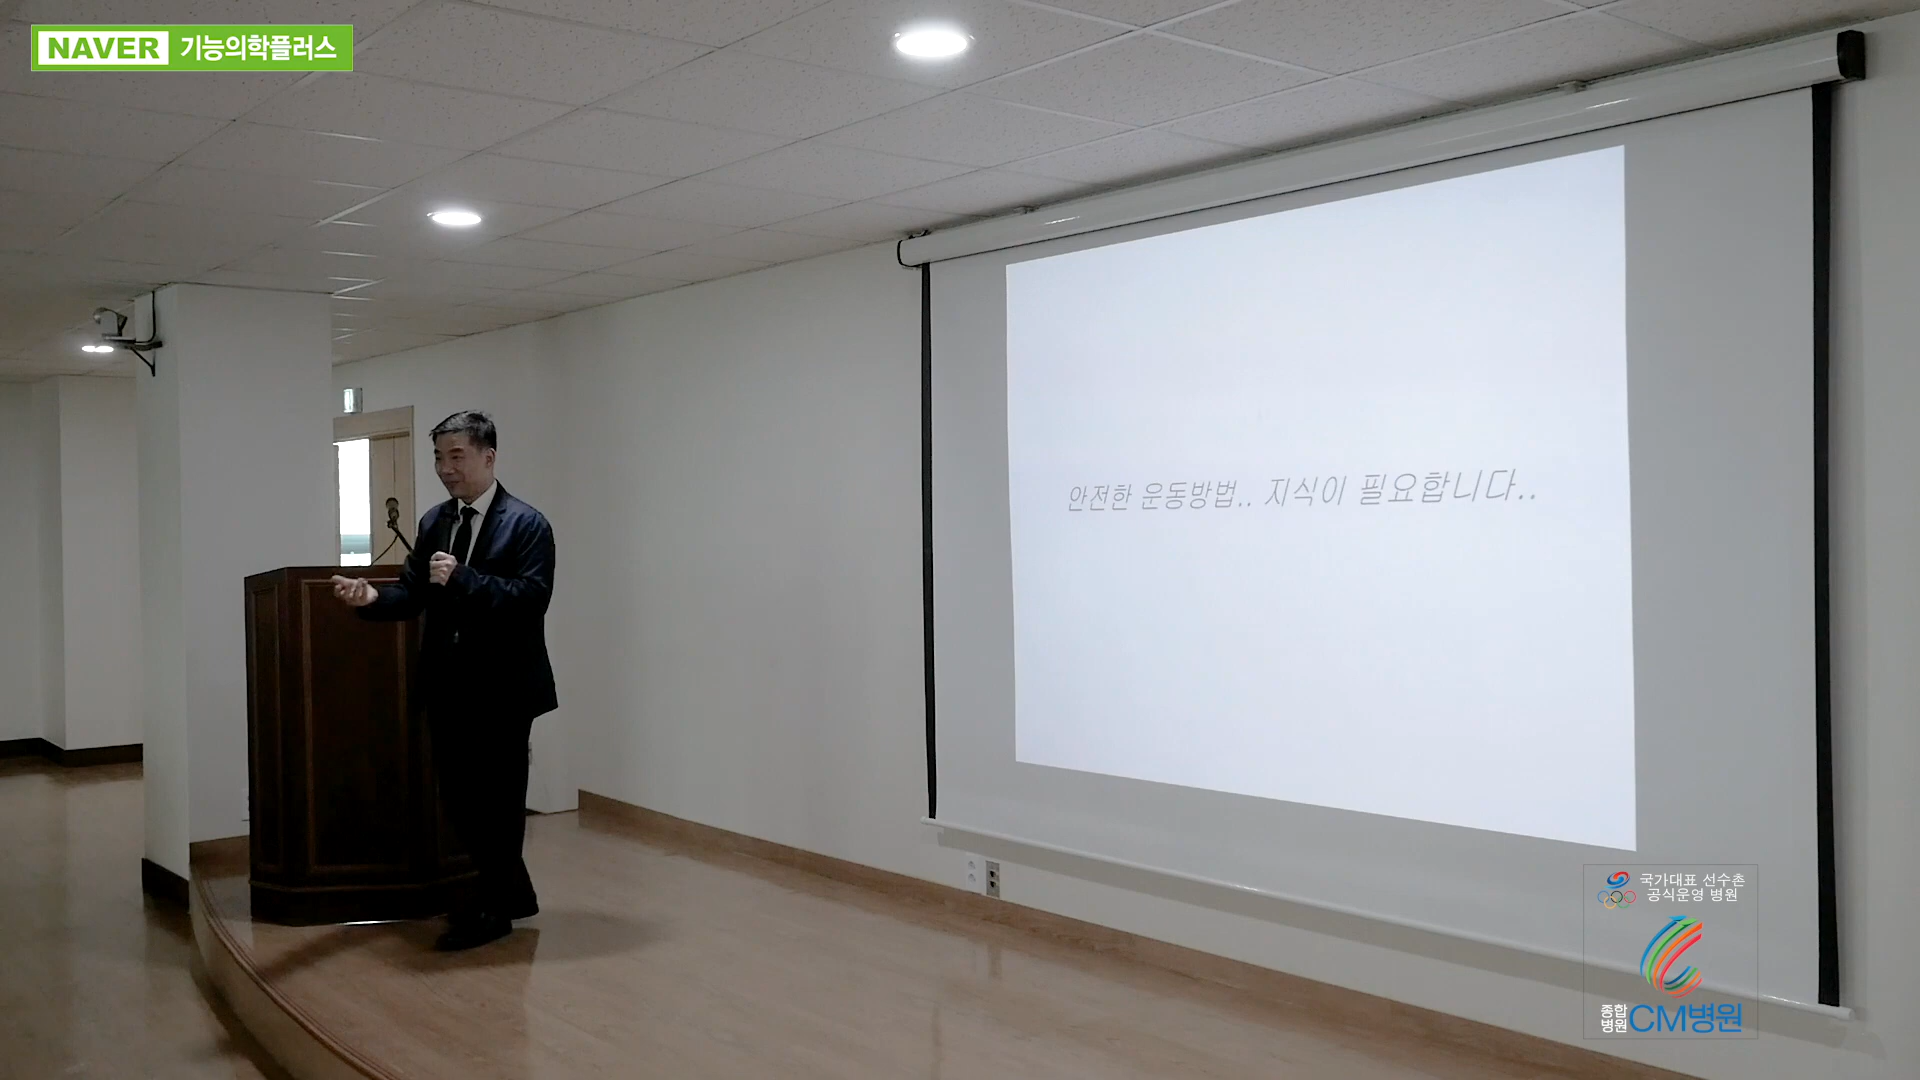 NAVER 기능의학플러스
안전한 운동방법.. 지식이 필요합니다..
국가대표 선수촌
공식운영 병원
종합
병원 CM병원